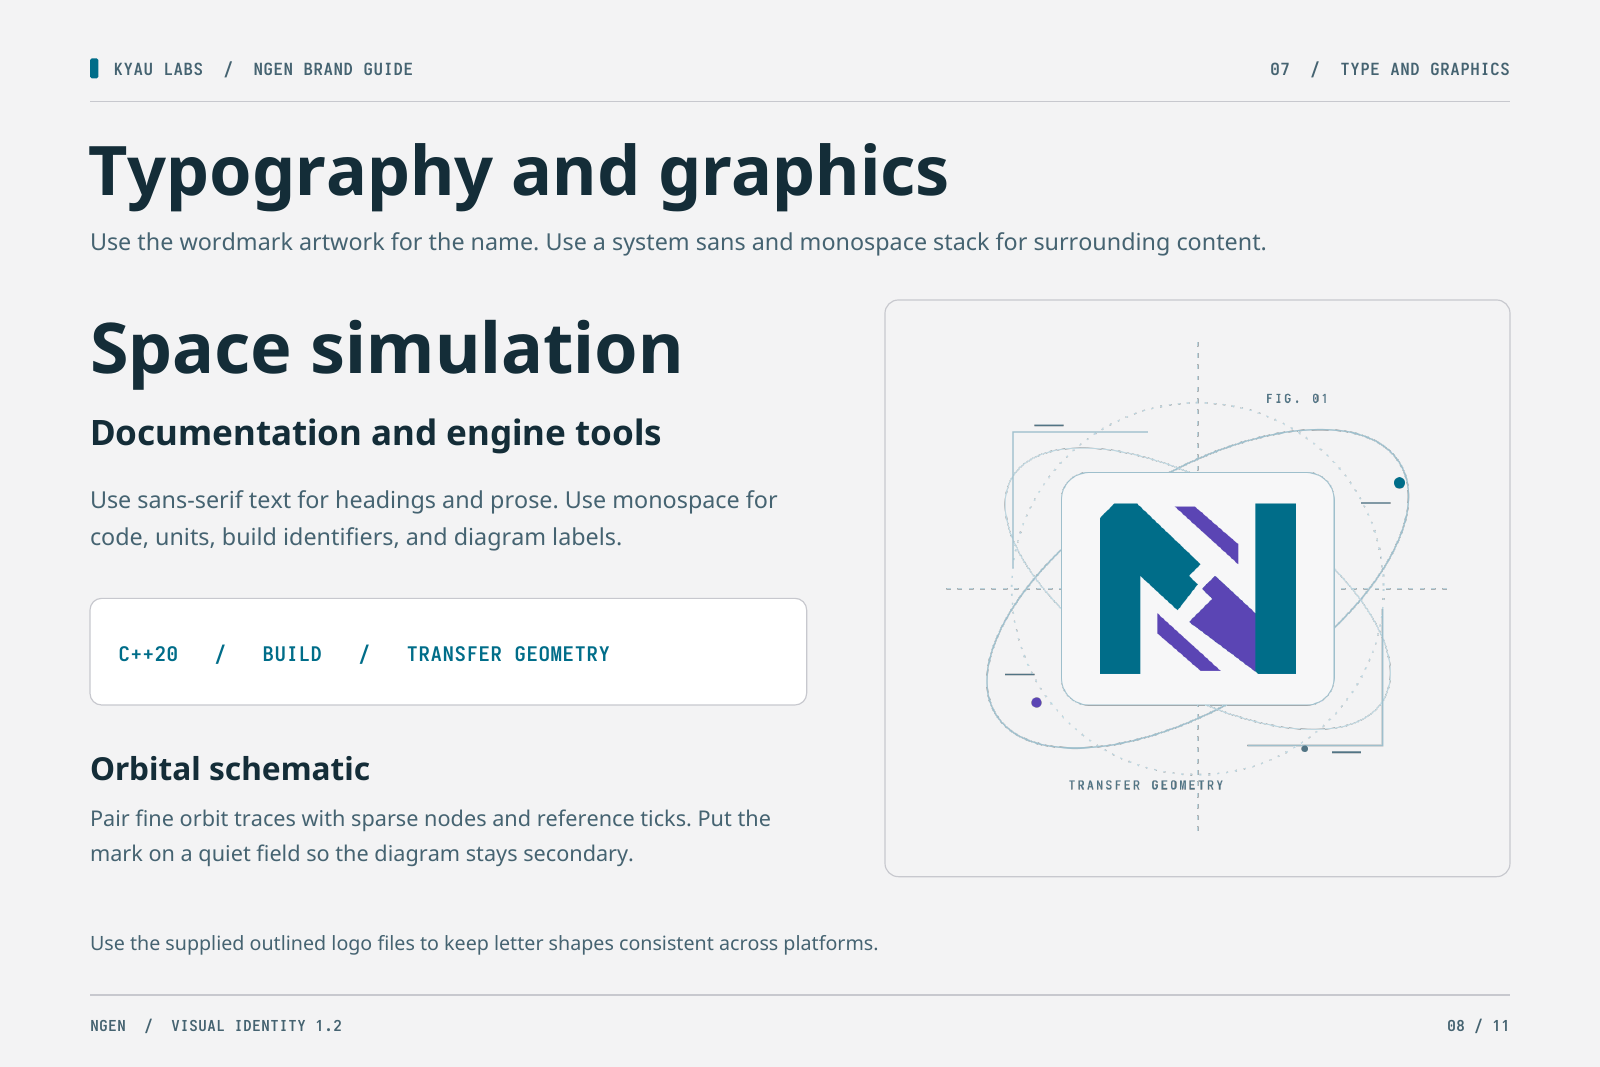 KYAU LABS / NGEN BRAND GUIDE
07 / TYPE AND GRAPHICS
Typography and graphics
Use the wordmark artwork for the name. Use a system sans and monospace stack for surrounding content.
Space simulation
Documentation and engine tools
Use sans-serif text for headings and prose. Use monospace for
code, units, build identifiers, and diagram labels.
C++20 / BUILD / TRANSFER GEOMETRY
Orbital schematic
Pair fine orbit traces with sparse nodes and reference ticks. Put the
mark on a quiet field so the diagram stays secondary.
FIG. 01
N
TRANSFER GEOMETRY
Use the supplied outlined logo files to keep letter shapes consistent across platforms.
NGEN / VISUAL IDENTITY 1.2
08 / 11